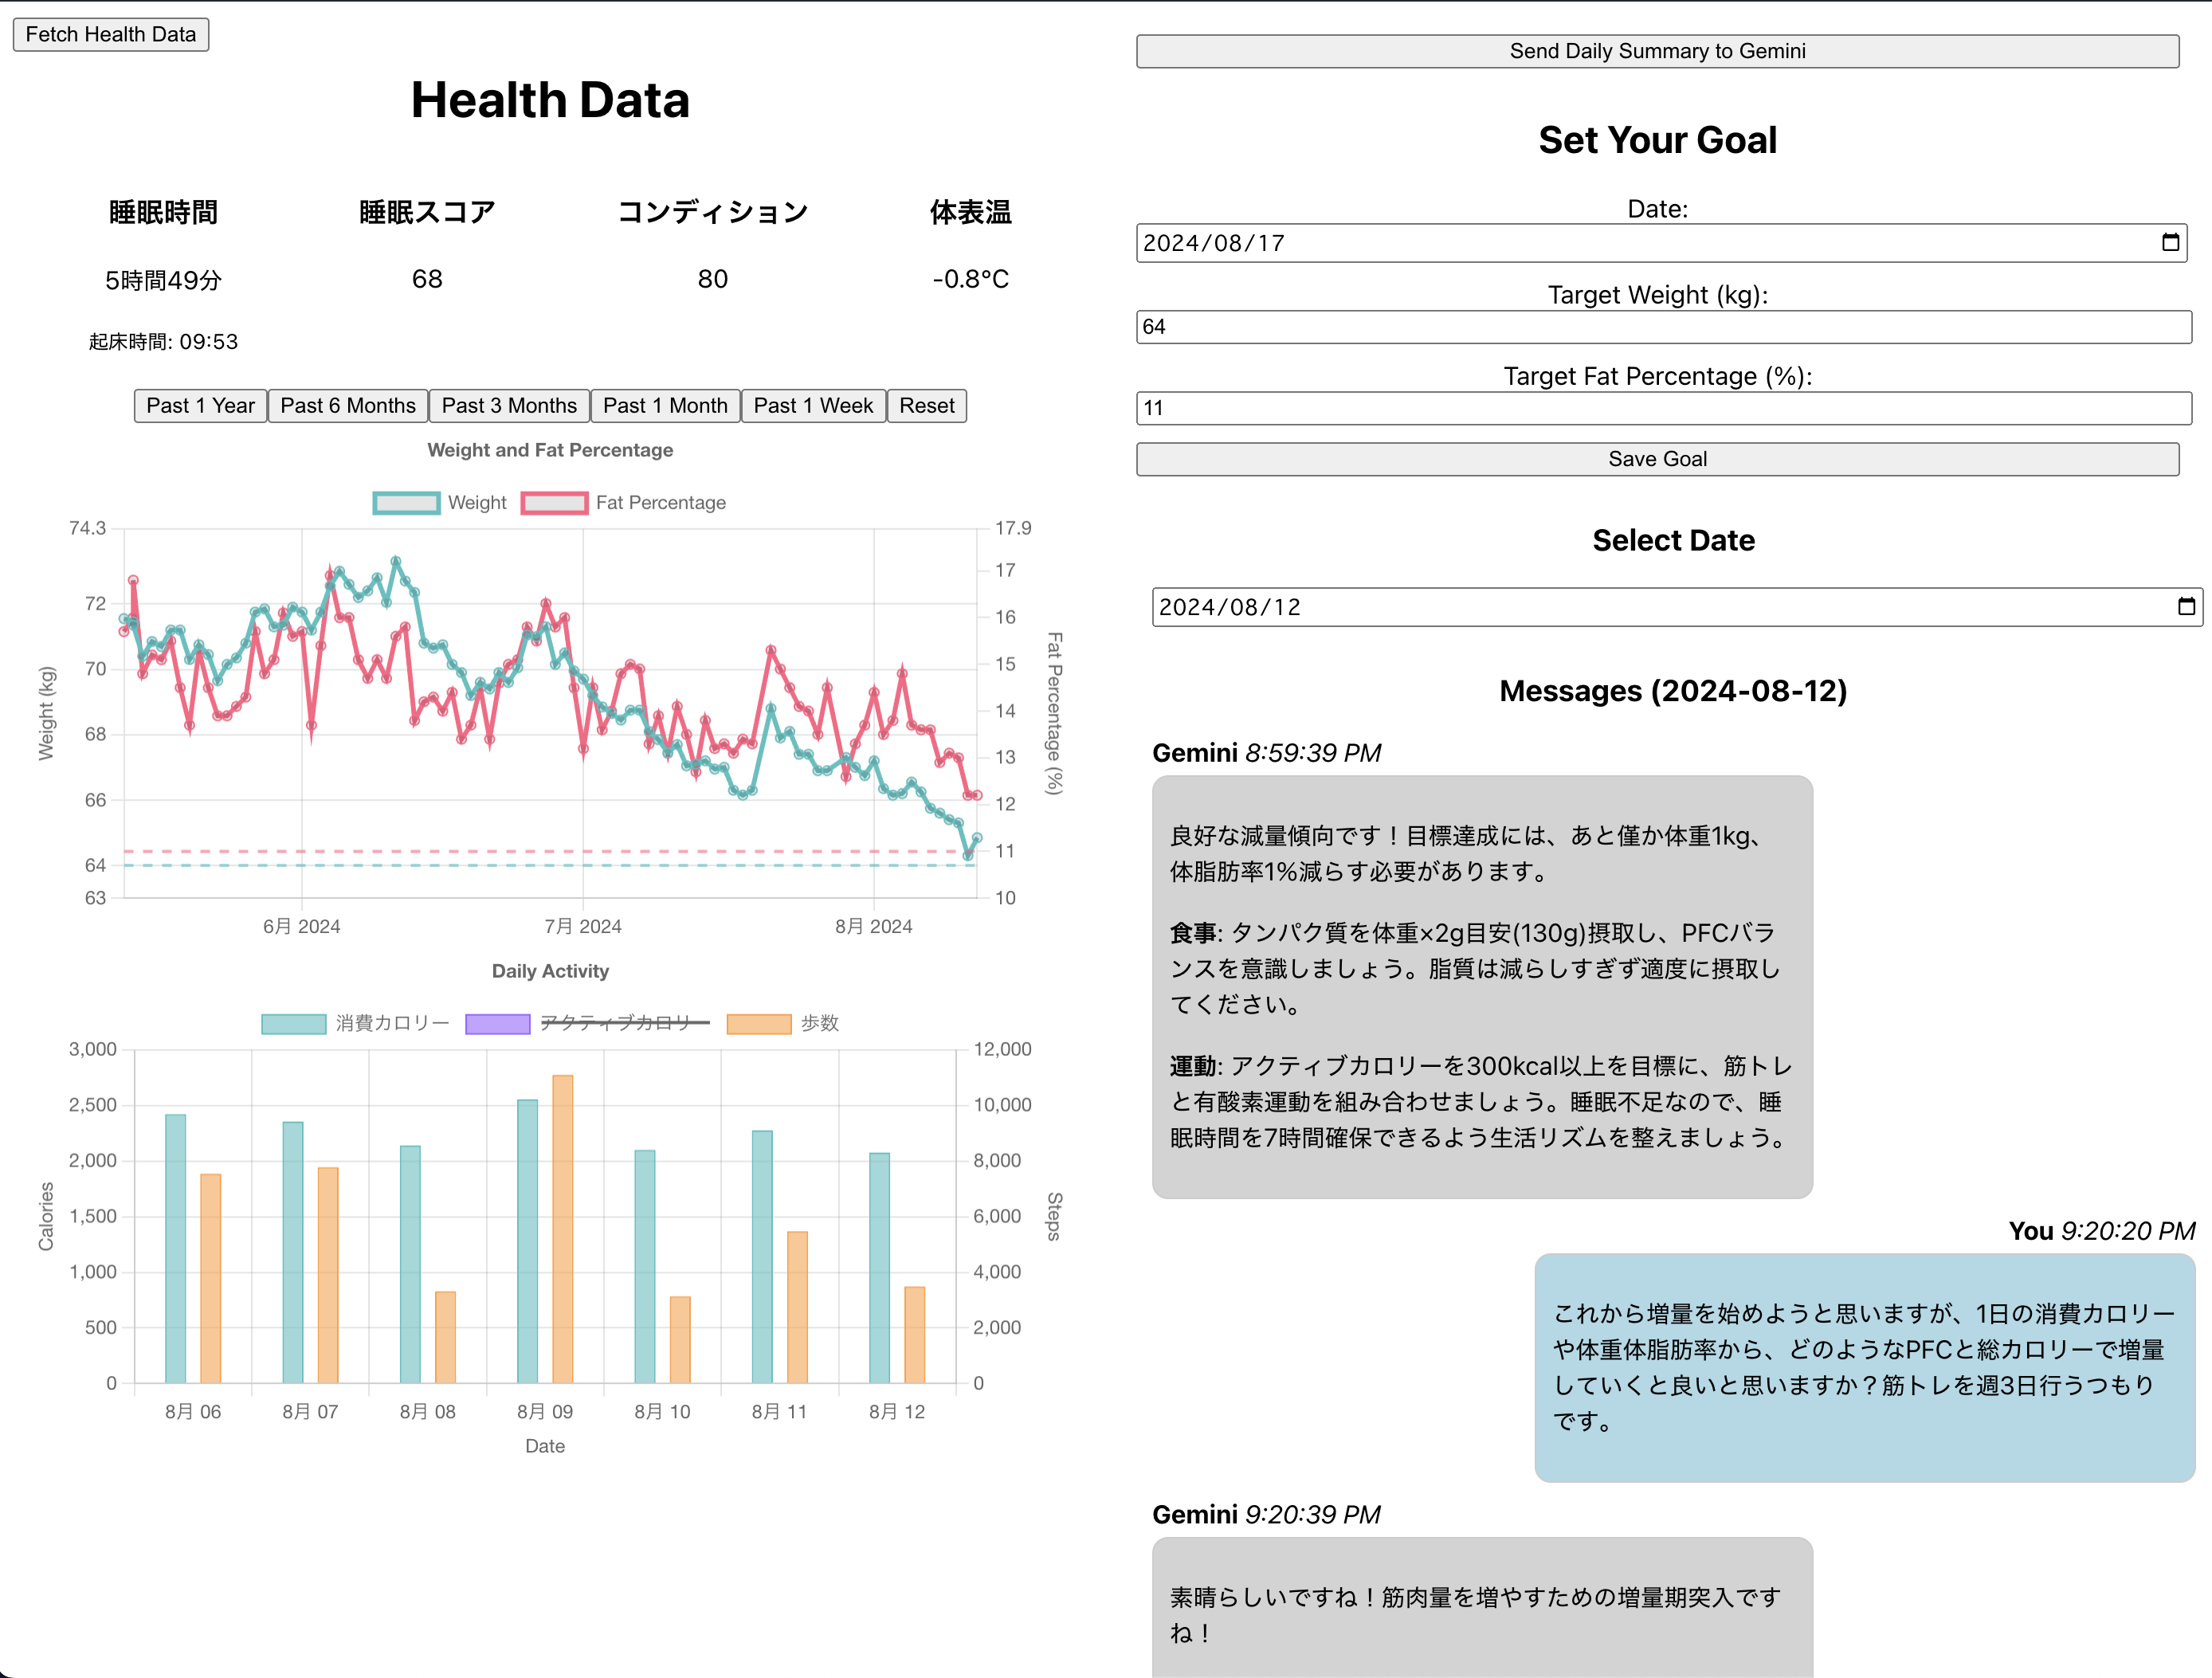 Fetch Health Data
Health Data
睡眠時間 睡眠スコア コンディション 体表温
5時間49分 68 80 -0.8°C
起床時間: 09:53
Past 1 Year Past 6 Months Past 3 Months Past 1 Month Past 1 Week Reset
Weight and Fat Percentage
Weight Fat Percentage
74.3
72
70
68
66
64
63
Weight (kg)
17.9
17
16
15
14
13
12
11
10
Fat Percentage (%)
6月 2024 7月 2024 8月 2024
Daily Activity
消費カロリー アクティブカロリー 歩数
3,000
2,500
2,000
1,500
1,000
500
0
Calories
12,000
10,000
8,000
6,000
4,000
2,000
0
Steps
8月 06 8月 07 8月 08 8月 09 8月 10 8月 11 8月 12
Date
Send Daily Summary to Gemini
Set Your Goal
Date:
2024/08/17
Target Weight (kg):
64
Target Fat Percentage (%):
11
Save Goal
Select Date
2024/08/12
Messages (2024-08-12)
Gemini 8:59:39 PM
良好な減量傾向です！目標達成には、あと僅か体重1kg、
体脂肪率1%減らす必要があります。
食事: タンパク質を体重×2g目安(130g)摂取し、PFCバラ
ンスを意識しましょう。脂質は減らしすぎず適度に摂取し
てください。
運動: アクティブカロリーを300kcal以上を目標に、筋トレ
と有酸素運動を組み合わせましょう。睡眠不足なので、睡
眠時間を7時間確保できるよう生活リズムを整えましょう。
You 9:20:20 PM
これから増量を始めようと思いますが、1日の消費カロリー
や体重体脂肪率から、どのようなPFCと総カロリーで増量
していくと良いと思いますか？筋トレを週3日行うつもり
です。
Gemini 9:20:39 PM
素晴らしいですね！筋肉量を増やすための増量期突入です
ね！